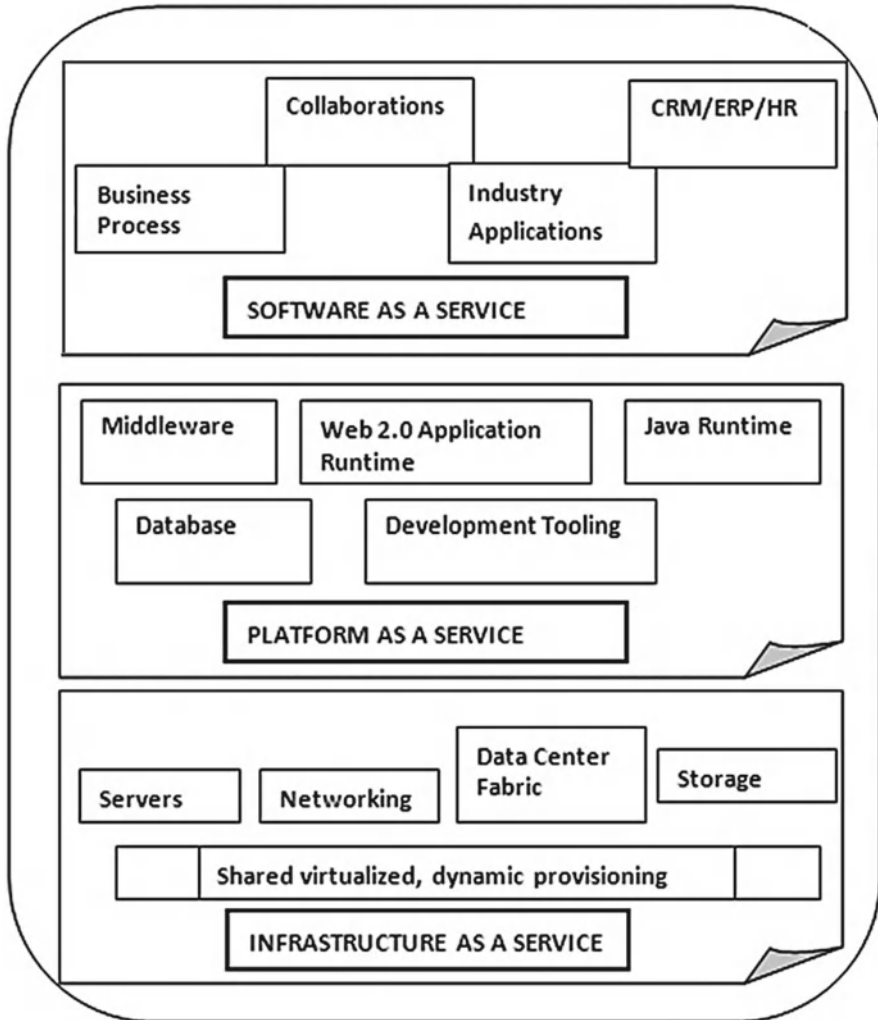 Collaborations
CRM/ERP/HR
Business
Process
Industry
Applications
SOFTWARE AS A SERVICE
Middleware
Web 2.0 Application
Runtime
Java Runtime
Database
Development Tooling
PLATFORM AS A SERVICE
Servers
Networking
Data Center
Fabric
Storage
Shared virtualized, dynamic provisioning
INFRASTRUCTURE AS A SERVICE